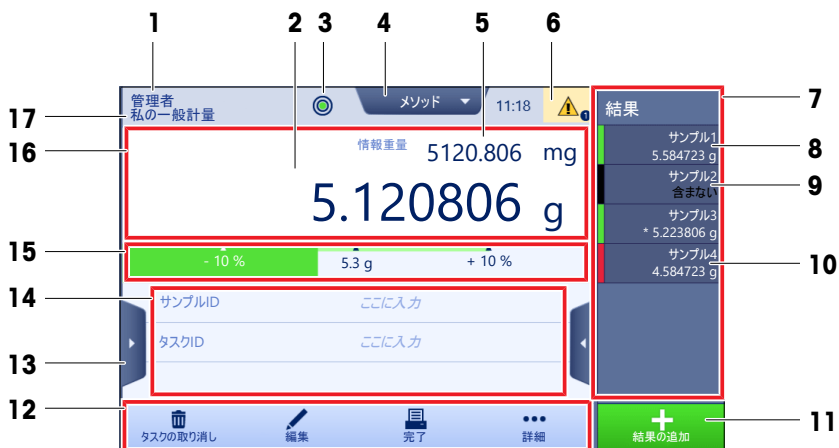 1 2 3 4 5 6
管理者
私の一般計量
メソッド
11:18
1
17
16
情報重量 5120.806 mg
5.120806 g
15
- 10 % 5.3 g + 10 %
14
サンプルID ここに入力
タスクID ここに入力
13
12
タスクの取り消し 編集 完了 詳細
結果
7
サンプル1
5.584723 g
8
サンプル2
含まない
9
サンプル3
* 5.223806 g
サンプル4
4.584723 g
10
結果の追加
11